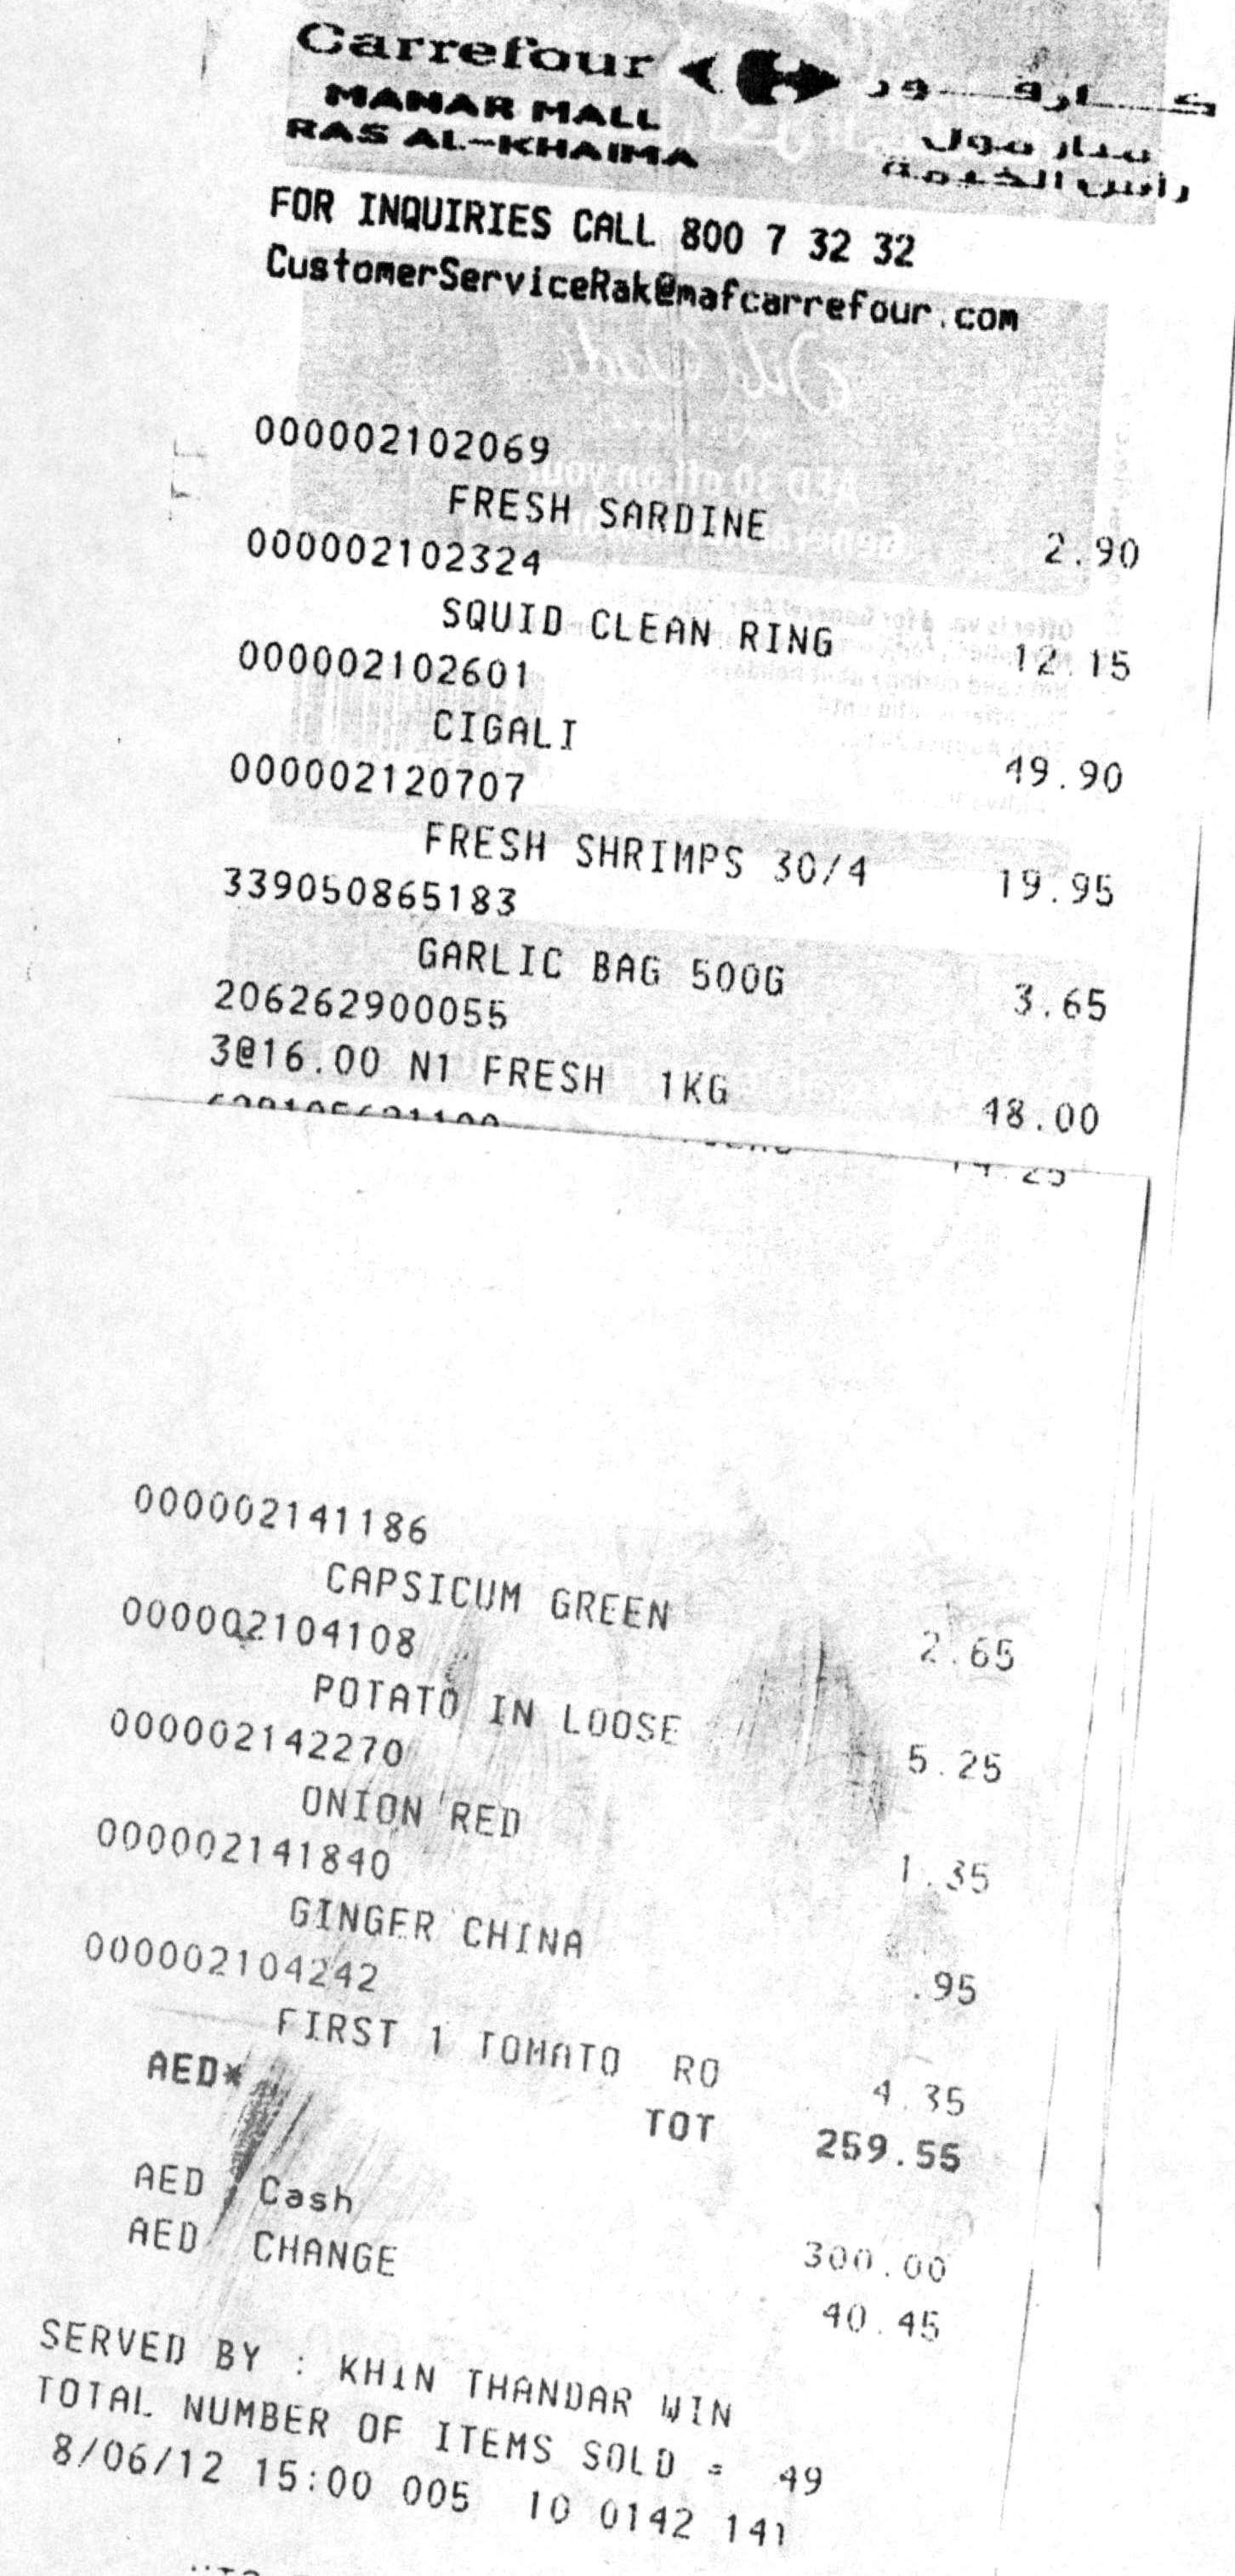 Carrefour كارفور
MANAR MALL منار مول
RAS AL-KHAIMA رأس الخيمة
FOR INQUIRIES CALL 800 7 32 32
CustomerServiceRak@mafcarrefour.com
000002102069
FRESH SARDINE 2.90
000002102324
SQUID CLEAN RING 12.15
000002102601
CIGALI 49.90
000002120707
FRESH SHRIMPS 30/4 19.95
339050865183
GARLIC BAG 500G 3.65
206262900055
3@16.00 N1 FRESH 1KG 48.00
000002141186
CAPSICUM GREEN 2.65
000002104108
POTATO IN LOOSE 5.25
000002142270
ONION RED 1.35
000002141840
GINGER CHINA .95
000002104242
FIRST 1 TOMATO RO 4.35
AED* TOT 259.55
AED Cash 300.00
AED CHANGE 40.45
SERVED BY : KHIN THANDAR WIN
TOTAL NUMBER OF ITEMS SOLD = 49
8/06/12 15:00 005 10 0142 141